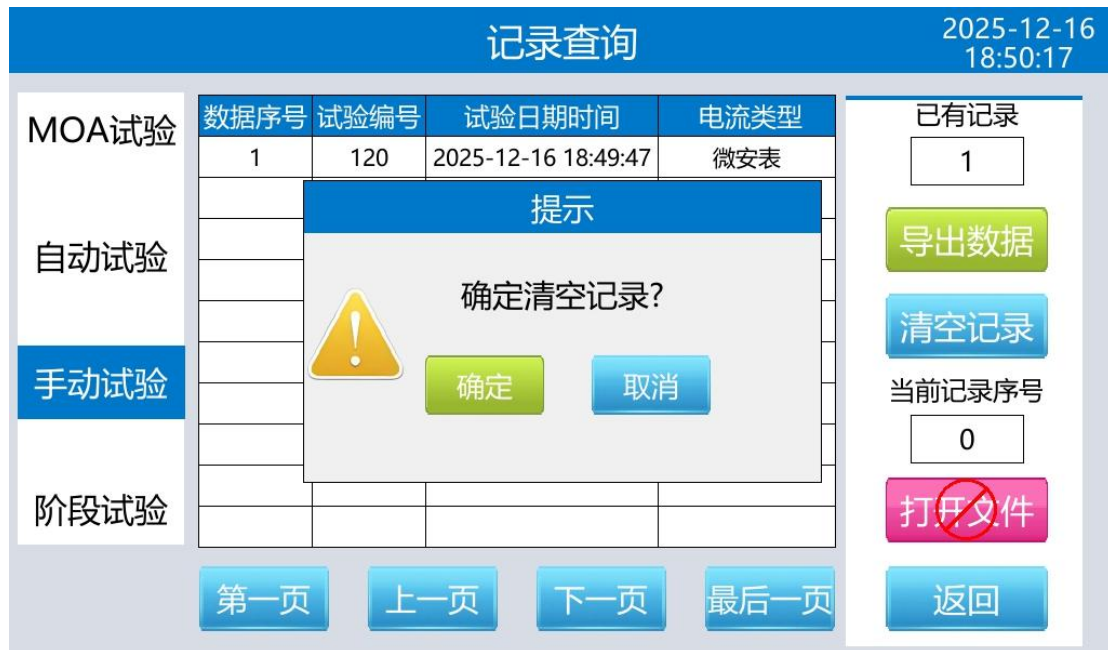 记录查询
2025-12-16
18:50:17
MOA试验
自动试验
手动试验
阶段试验
数据序号 试验编号 试验日期时间 电流类型
1 120 2025-12-16 18:49:47 微安表
提示
确定清空记录?
确定 取消
已有记录
1
导出数据
清空记录
当前记录序号
0
打开文件
第一页 上一页 下一页 最后一页 返回